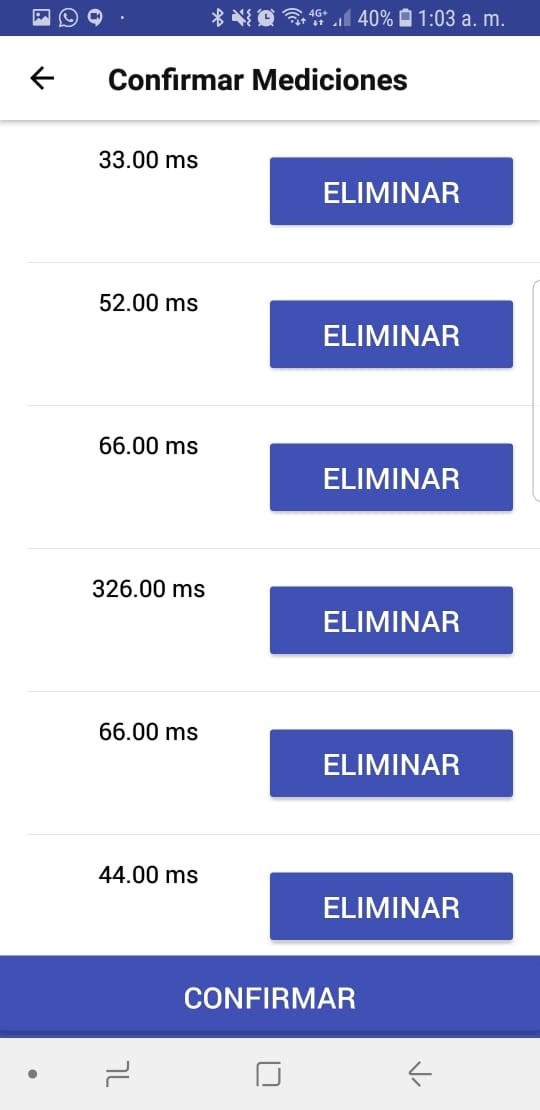 4G+ 40% 1:03 a. m.
Confirmar Mediciones
33.00 ms
ELIMINAR
52.00 ms
ELIMINAR
66.00 ms
ELIMINAR
326.00 ms
ELIMINAR
66.00 ms
ELIMINAR
44.00 ms
ELIMINAR
CONFIRMAR